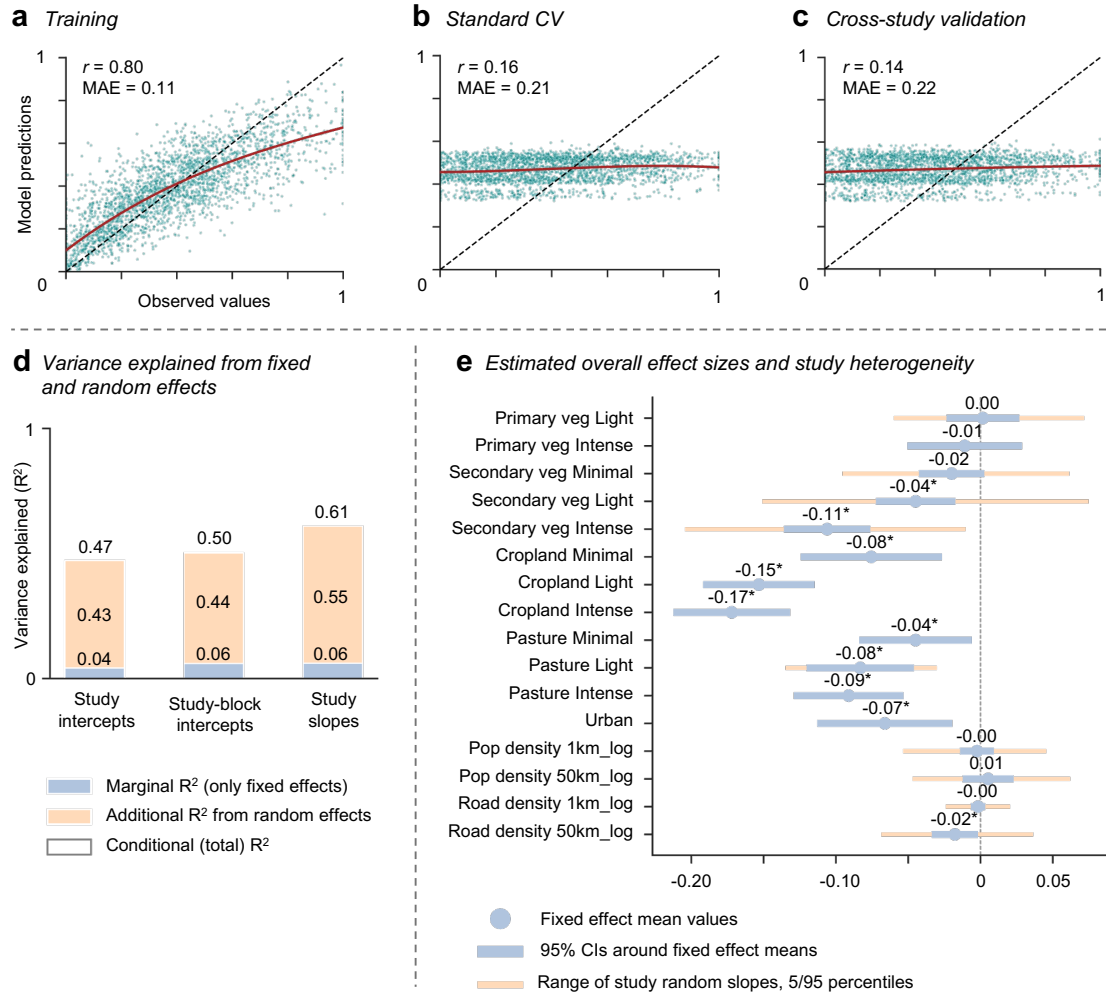 a Training
1
r = 0.80
MAE = 0.11
Model predictions
0
Observed values
1
b Standard CV
1
r = 0.16
MAE = 0.21
0
1
c Cross-study validation
1
r = 0.14
MAE = 0.22
0
1
d Variance explained from fixed
and random effects
1
Variance explained (R²)
0
0.47
0.43
0.04
0.50
0.44
0.06
0.61
0.55
0.06
Study
intercepts
Study-block
intercepts
Study
slopes
Marginal R² (only fixed effects)
Additional R² from random effects
Conditional (total) R²
e Estimated overall effect sizes and study heterogeneity
Primary veg Light 0.00
Primary veg Intense -0.01
Secondary veg Minimal -0.02
Secondary veg Light -0.04*
Secondary veg Intense -0.11*
Cropland Minimal -0.08*
Cropland Light -0.15*
Cropland Intense -0.17*
Pasture Minimal -0.04*
Pasture Light -0.08*
Pasture Intense -0.09*
Urban -0.07*
Pop density 1km_log -0.00
Pop density 50km_log 0.01
Road density 1km_log -0.00
Road density 50km_log -0.02*
-0.20 -0.10 0 0.05
Fixed effect mean values
95% CIs around fixed effect means
Range of study random slopes, 5/95 percentiles